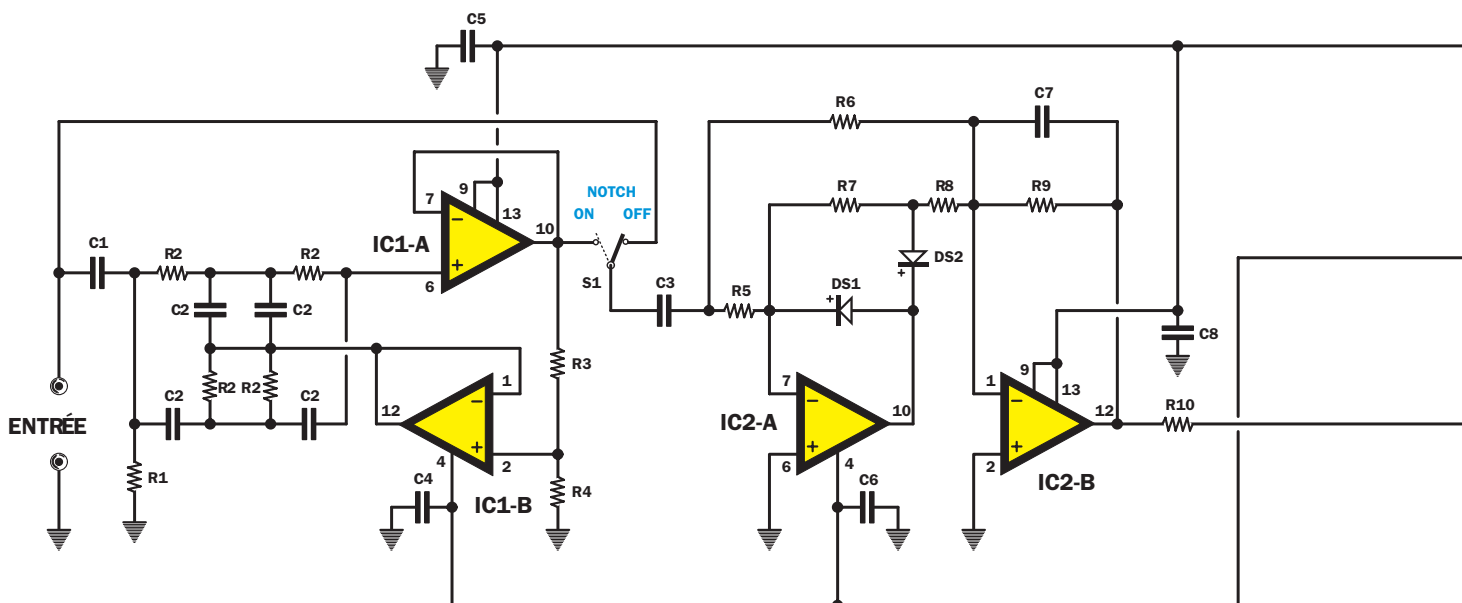 C5
C7
R6
NOTCH
ON OFF
7
9
13
10
IC1-A
6
S1
C1
R2
R2
C2
C2
R7
R8
R9
DS2
+
DS1
+
C3
R5
C8
R3
R2
R2
C2
C2
ENTRÉE
R1
12
1
2
4
IC1-B
C4
R4
7
10
IC2-A
6
4
C6
9
13
1
12
2
IC2-B
R10